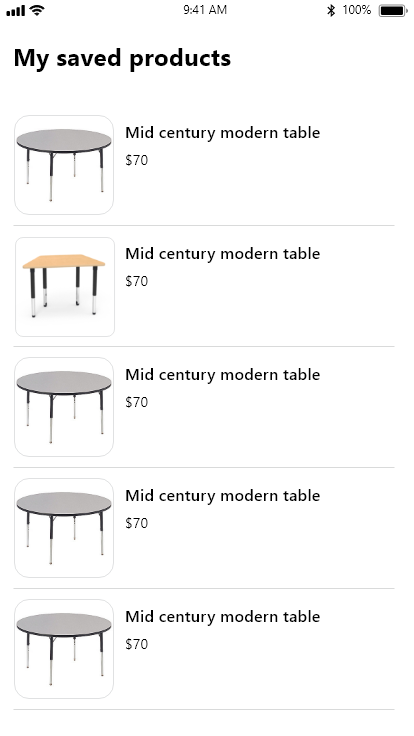 9:41 AM 100%
My saved products
Mid century modern table
$70
Mid century modern table
$70
Mid century modern table
$70
Mid century modern table
$70
Mid century modern table
$70